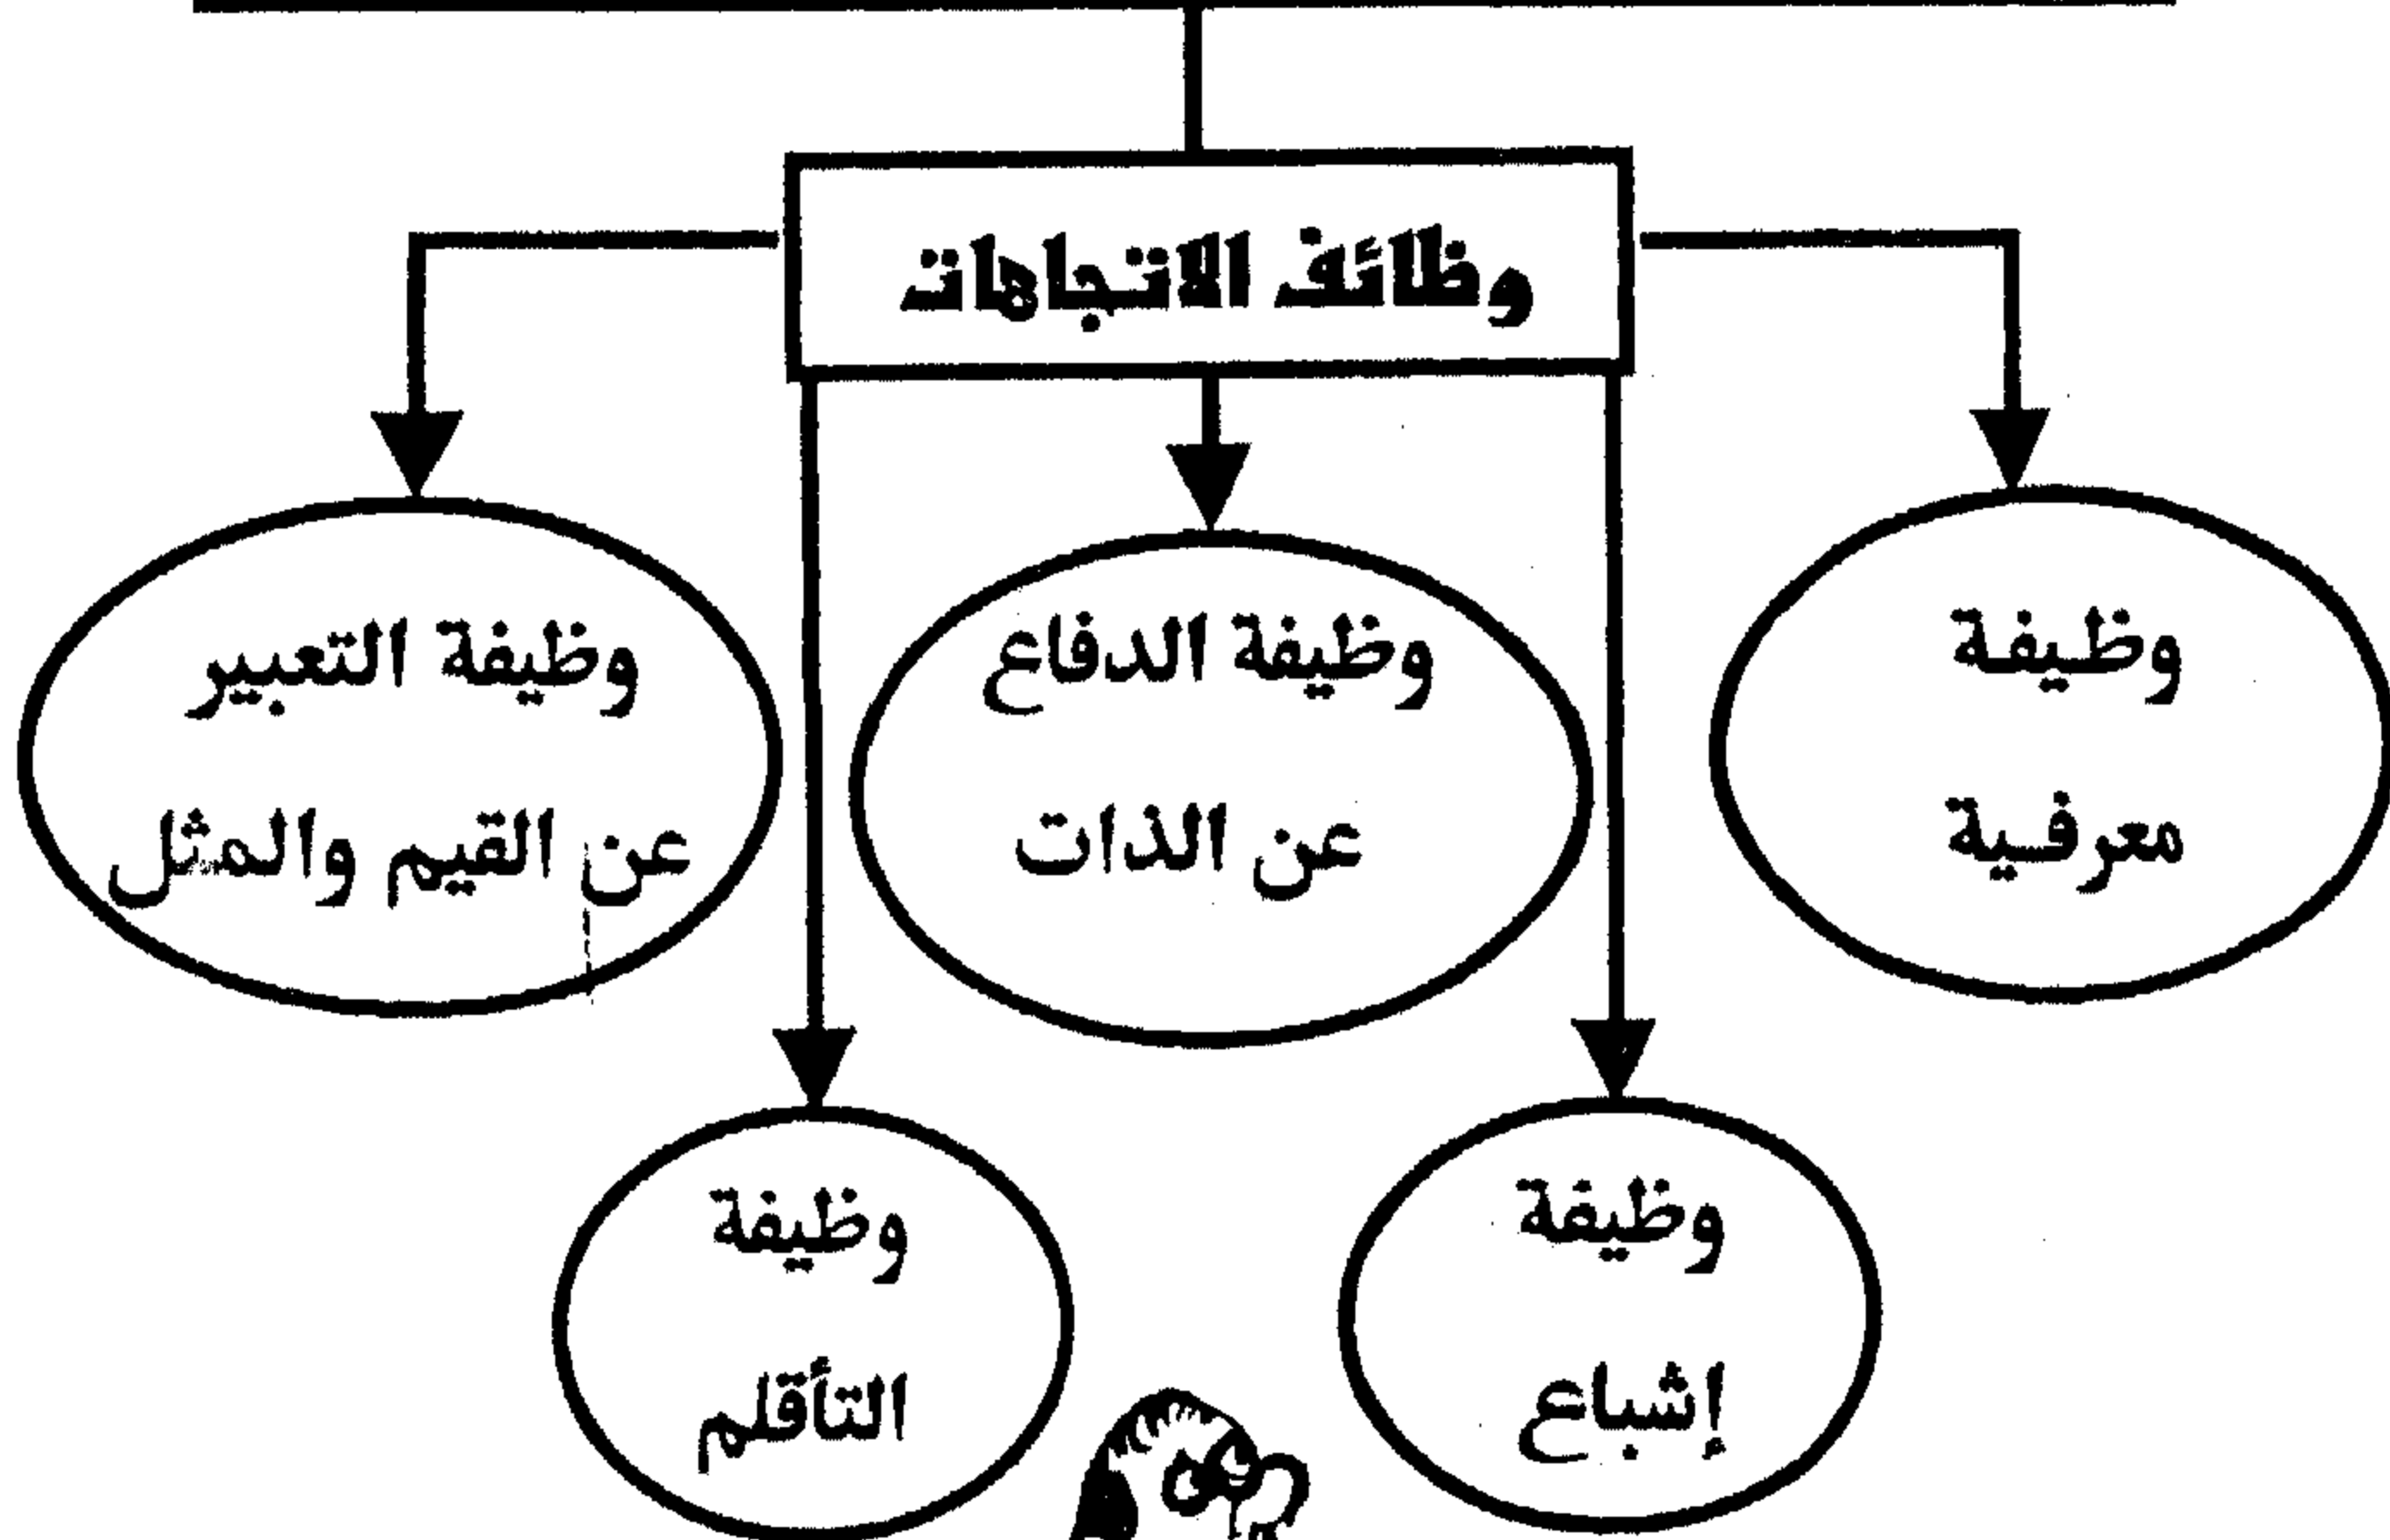 وظائف الاتجاهات
وظيفة
معرفية
وظيفة الدفاع
عن الذات
وظيفة التعبير
عن القيم والمثل
وظيفة
إشباع
وظيفة
التأقلم